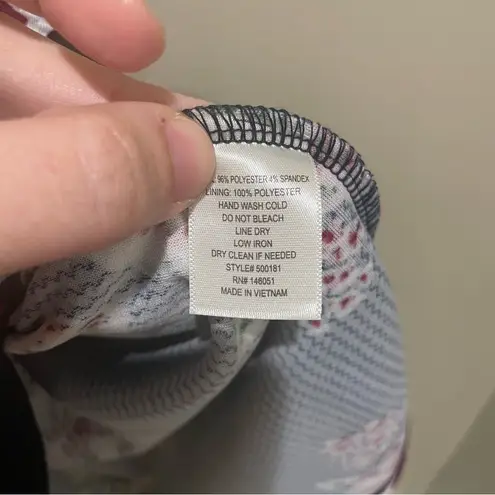 96% POLYESTER 4% SPANDEX
LINING: 100% POLYESTER
HAND WASH COLD
DO NOT BLEACH
LINE DRY
LOW IRON
DRY CLEAN IF NEEDED
STYLE# 500181
RN# 146051
MADE IN VIETNAM